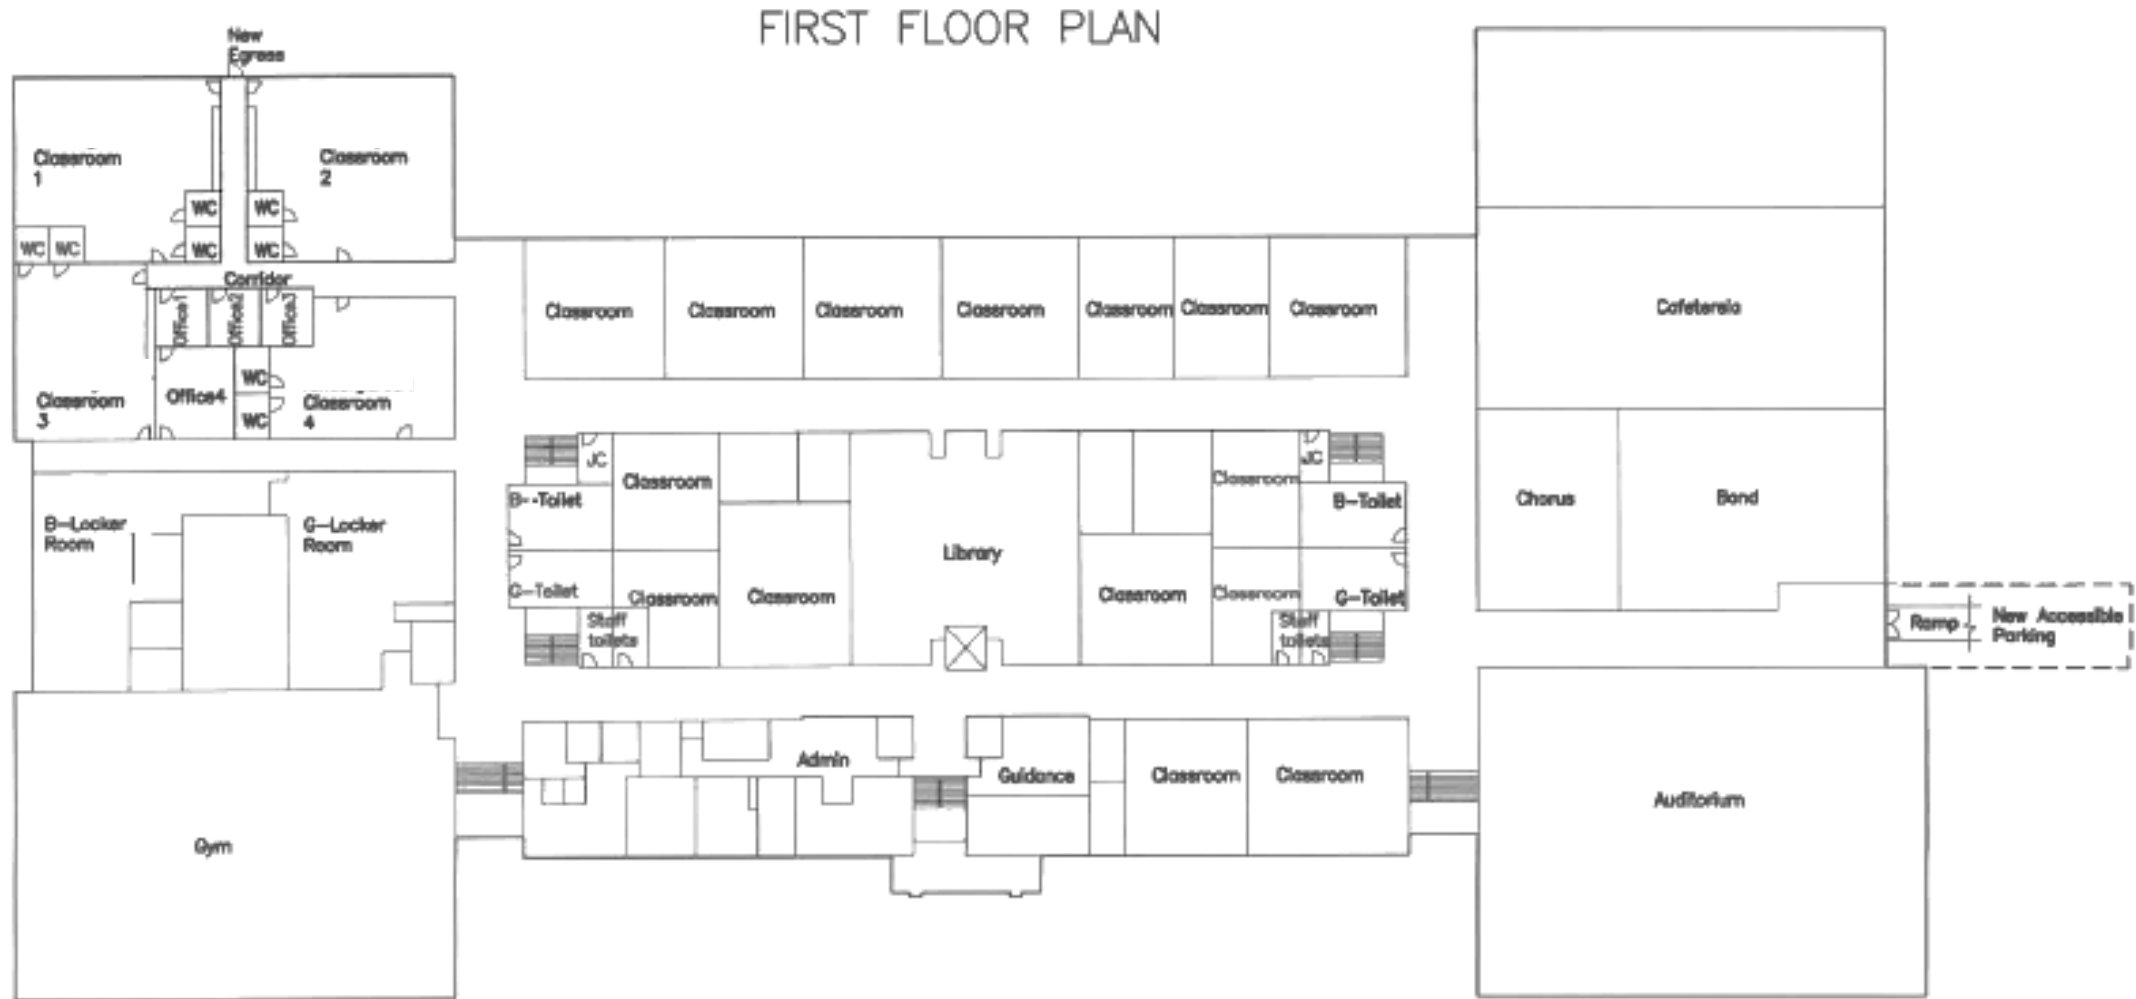 FIRST FLOOR PLAN
New
Egress
Classroom
1
Classroom
2
WC
WC
WC
WC
WC
WC
Corridor
Office1
Office2
Office3
Classroom
3
Office4
WC
WC
Classroom
4
Classroom
Classroom
Classroom
Classroom
Classroom
Classroom
Classroom
Cafetersia
B-Locker
Room
G-Locker
Room
JC
B--Toilet
G-Toilet
Staff
toilets
Classroom
Classroom
Classroom
Library
Classroom
Classroom
Classroom
JC
B-Toilet
G-Toilet
Staff
toilets
Chorus
Band
Ramp
New Accessible
Parking
Gym
Admin
Guidance
Classroom
Classroom
Auditorium